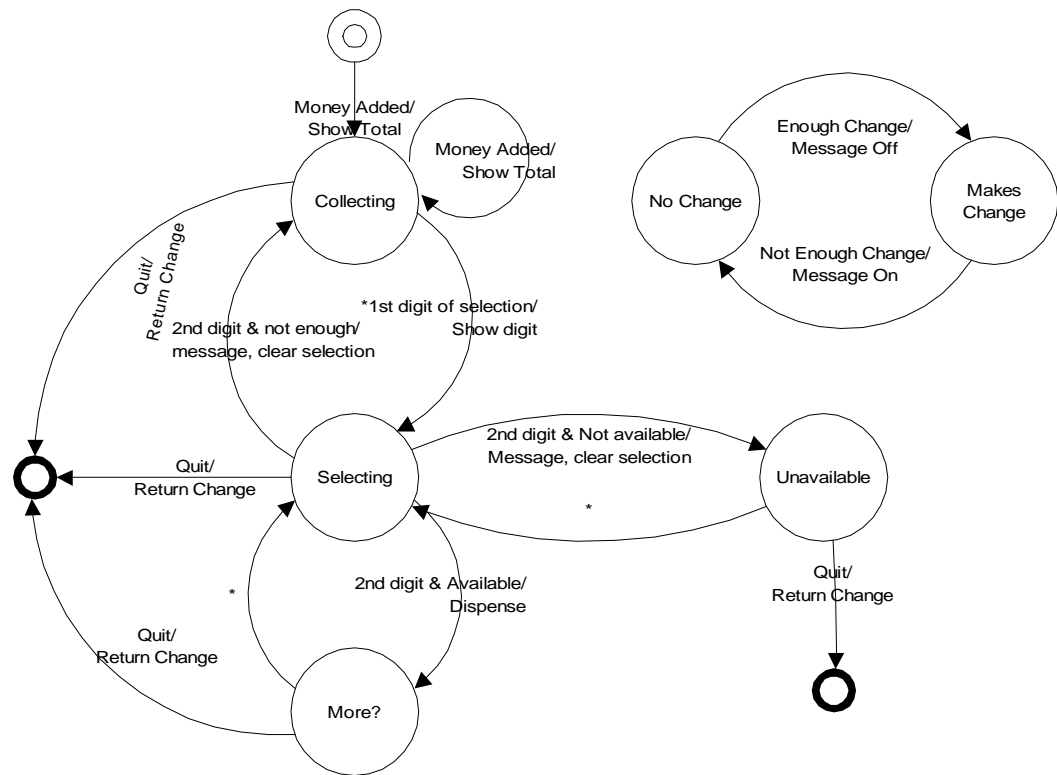 Money Added/
Show Total
Money Added/
Show Total
Collecting
Enough Change/
Message Off
No Change
Makes
Change
Not Enough Change/
Message On
Quit/
Return Change
*1st digit of selection/
Show digit
2nd digit & not enough/
message, clear selection
2nd digit & Not available/
Message, clear selection
Quit/
Return Change
Selecting
Unavailable
*
2nd digit & Available/
Dispense
*
Quit/
Return Change
Quit/
Return Change
More?